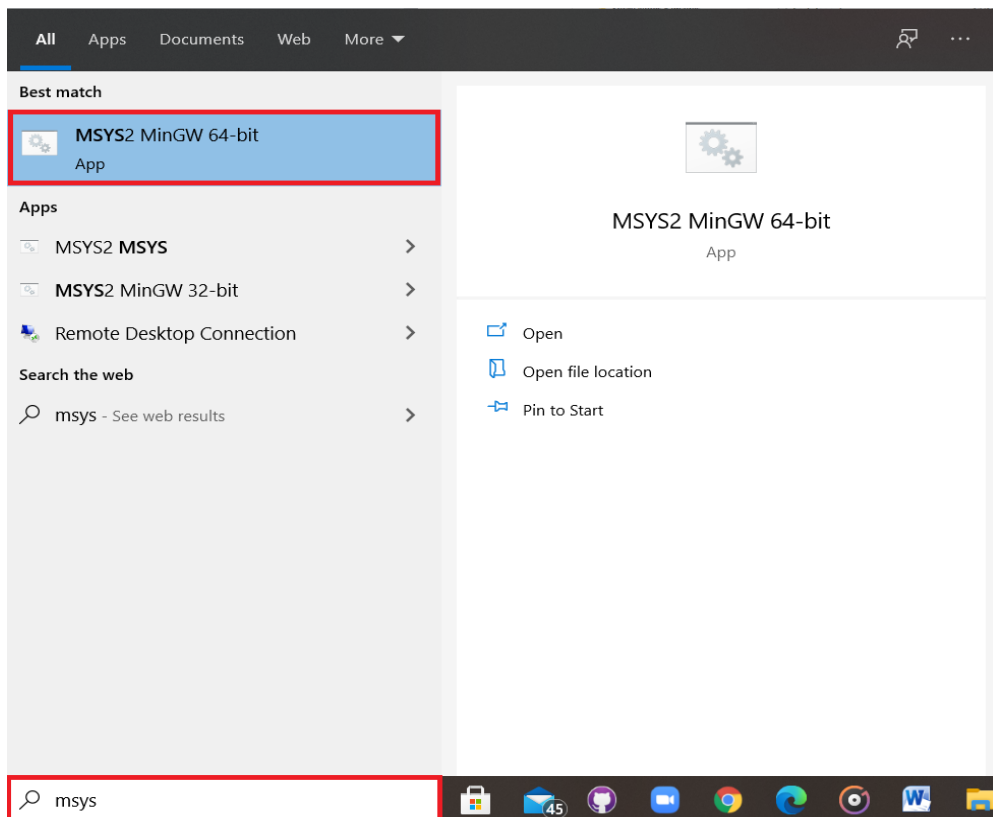 All Apps Documents Web More
Best match
MSYS2 MinGW 64-bit
App
Apps
MSYS2 MSYS
MSYS2 MinGW 32-bit
Remote Desktop Connection
Search the web
msys - See web results
MSYS2 MinGW 64-bit
App
Open
Open file location
Pin to Start
msys
45
W